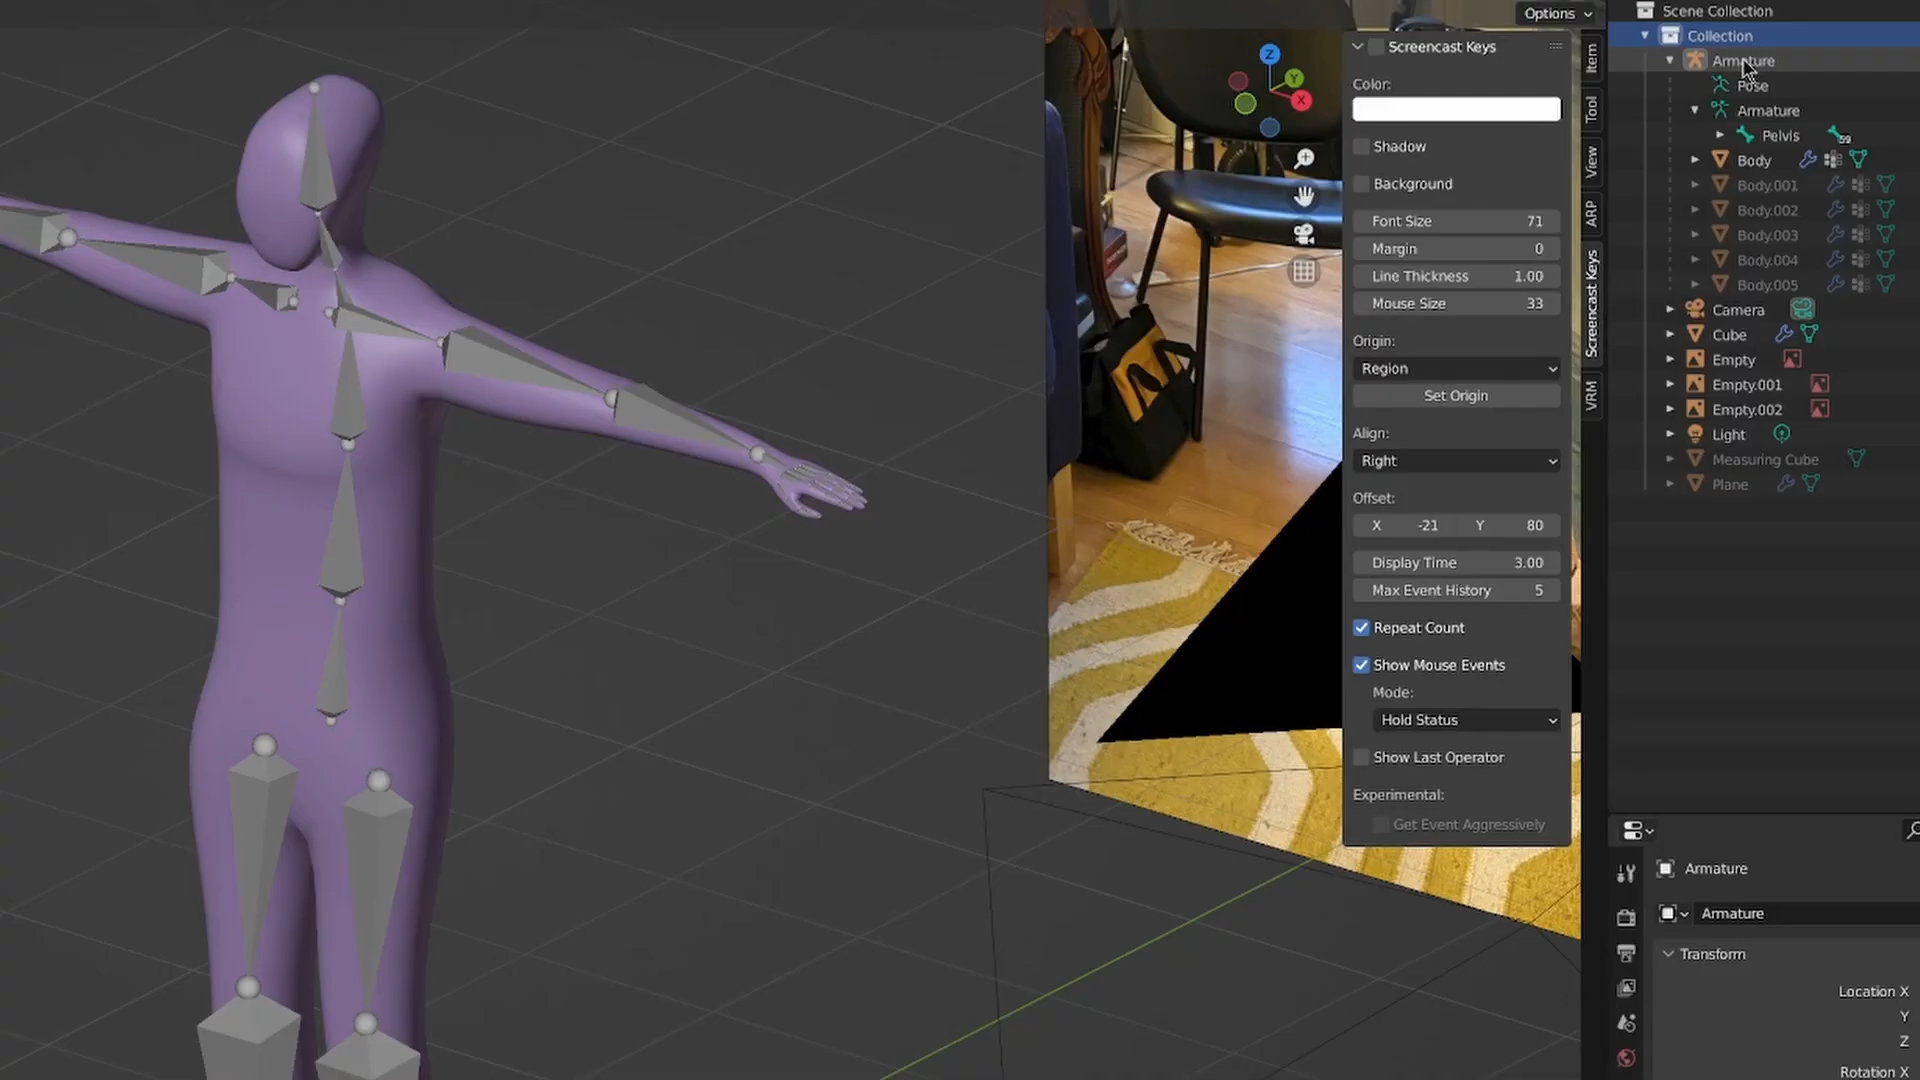 Options
Screencast Keys
Color:
Shadow
Background
Font Size 71
Margin 0
Line Thickness 1.00
Mouse Size 33
Origin:
Region
Set Origin
Align:
Right
Offset:
X -21 Y 80
Display Time 3.00
Max Event History 5
Repeat Count
Show Mouse Events
Mode:
Hold Status
Show Last Operator
Experimental:
Get Event Aggressively
Z
Y
X
Item
Tool
View
ARP
Screencast Keys
VRM
Scene Collection
Collection
Armature
Pose
Armature
Pelvis 59
Body
Body.001
Body.002
Body.003
Body.004
Body.005
Camera
Cube
Empty
Empty.001
Empty.002
Light
Measuring Cube
Plane
Armature
Armature
Transform
Location X
Y
Z
Rotation X